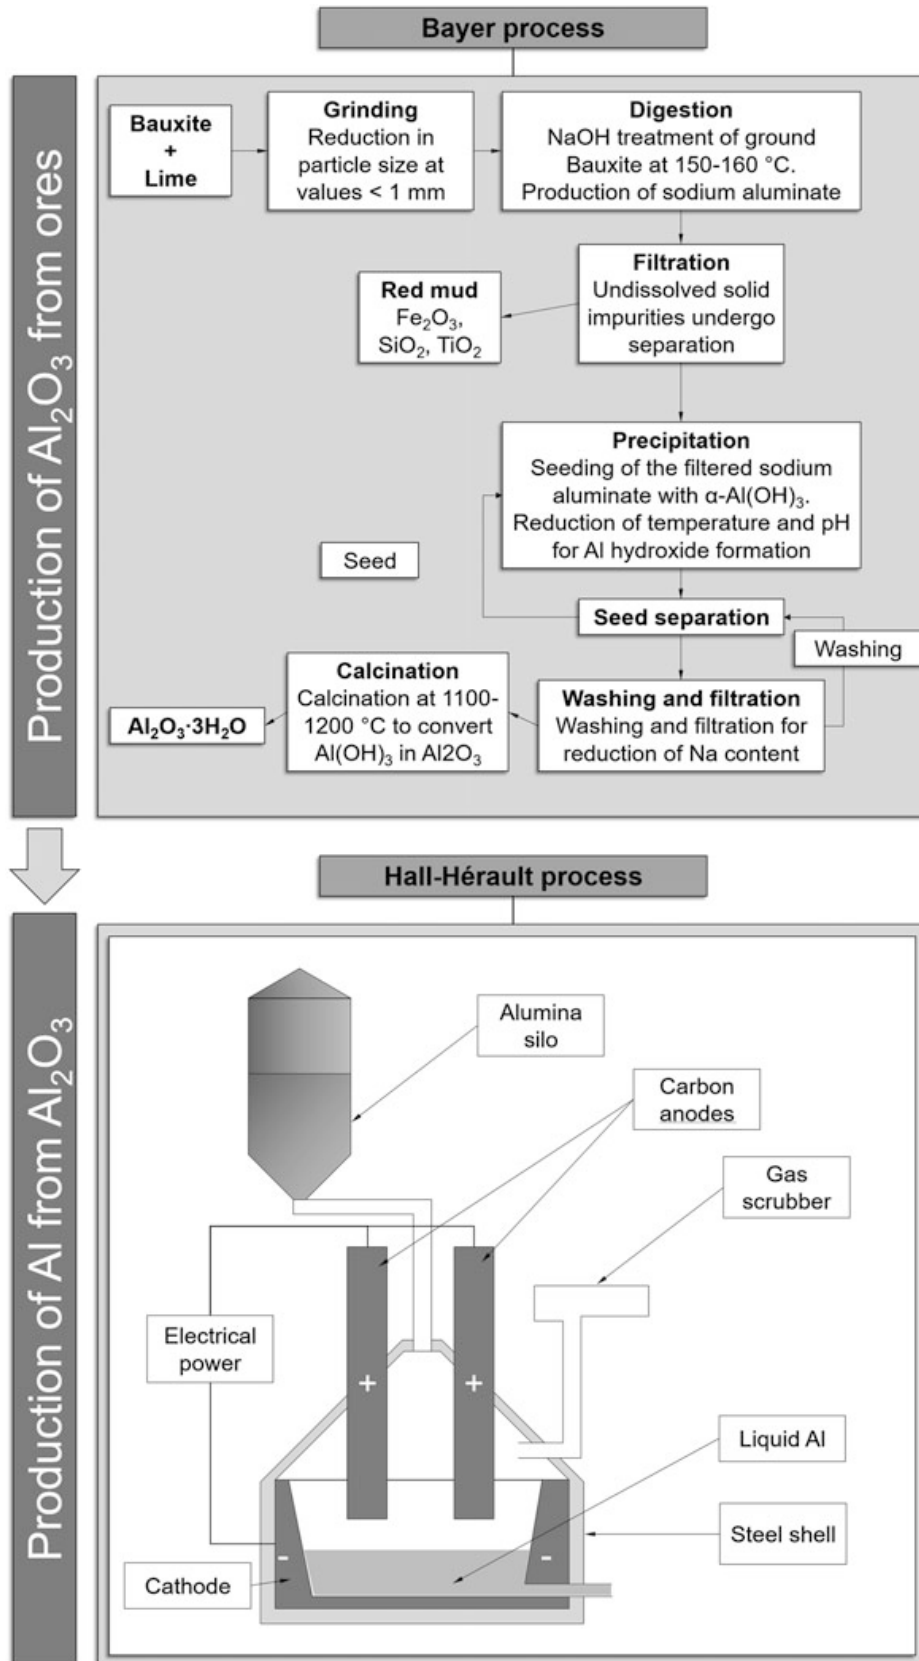 Bayer process
Production of Al₂O₃ from ores
Bauxite
+
Lime
Grinding
Reduction in
particle size at
values < 1 mm
Digestion
NaOH treatment of ground
Bauxite at 150-160 °C.
Production of sodium aluminate
Filtration
Undissolved solid
impurities undergo
separation
Red mud
Fe₂O₃,
SiO₂, TiO₂
Precipitation
Seeding of the filtered sodium
aluminate with α-Al(OH)₃.
Reduction of temperature and pH
for Al hydroxide formation
Seed
Seed separation
Washing
Washing and filtration
Washing and filtration for
reduction of Na content
Calcination
Calcination at 1100-
1200 °C to convert
Al(OH)₃ in Al2O3
Al₂O₃·3H₂O
Hall-Hérault process
Production of Al from Al₂O₃
Alumina
silo
Carbon
anodes
Gas
scrubber
Electrical
power
+
+
Liquid Al
Steel shell
-
-
Cathode